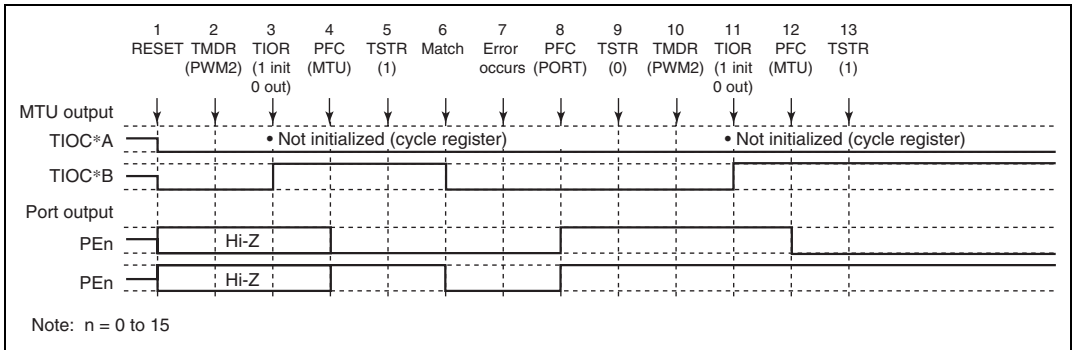 1 2 3 4 5 6 7 8 9 10 11 12 13
RESET TMDR TIOR PFC TSTR Match Error PFC TSTR TMDR TIOR PFC TSTR
(PWM2) (1 init (MTU) (1) occurs (PORT) (0) (PWM2) (1 init (MTU) (1)
0 out) 0 out)
MTU output
TIOC*A • Not initialized (cycle register) • Not initialized (cycle register)
TIOC*B
Port output
PEn Hi-Z
PEn Hi-Z
Note: n = 0 to 15